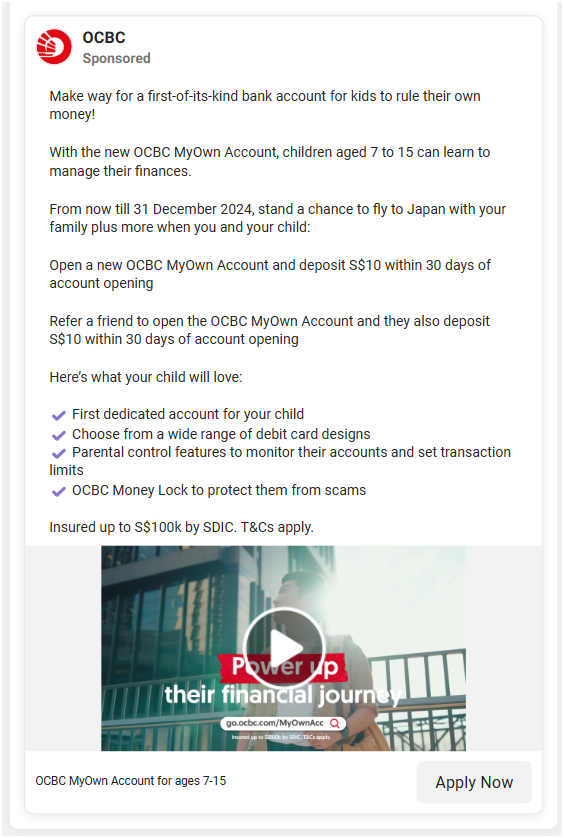 OCBC
Sponsored
Make way for a first-of-its-kind bank account for kids to rule their own
money!
With the new OCBC MyOwn Account, children aged 7 to 15 can learn to
manage their finances.
From now till 31 December 2024, stand a chance to fly to Japan with your
family plus more when you and your child:
Open a new OCBC MyOwn Account and deposit S$10 within 30 days of
account opening
Refer a friend to open the OCBC MyOwn Account and they also deposit
S$10 within 30 days of account opening
Here’s what your child will love:
First dedicated account for your child
Choose from a wide range of debit card designs
Parental control features to monitor their accounts and set transaction
limits
OCBC Money Lock to protect them from scams
Insured up to S$100k by SDIC. T&Cs apply.
Power up
their financial journey
go.ocbc.com/MyOwnAcc
Insured up to S$100k by SDIC. T&Cs apply.
OCBC MyOwn Account for ages 7-15
Apply Now